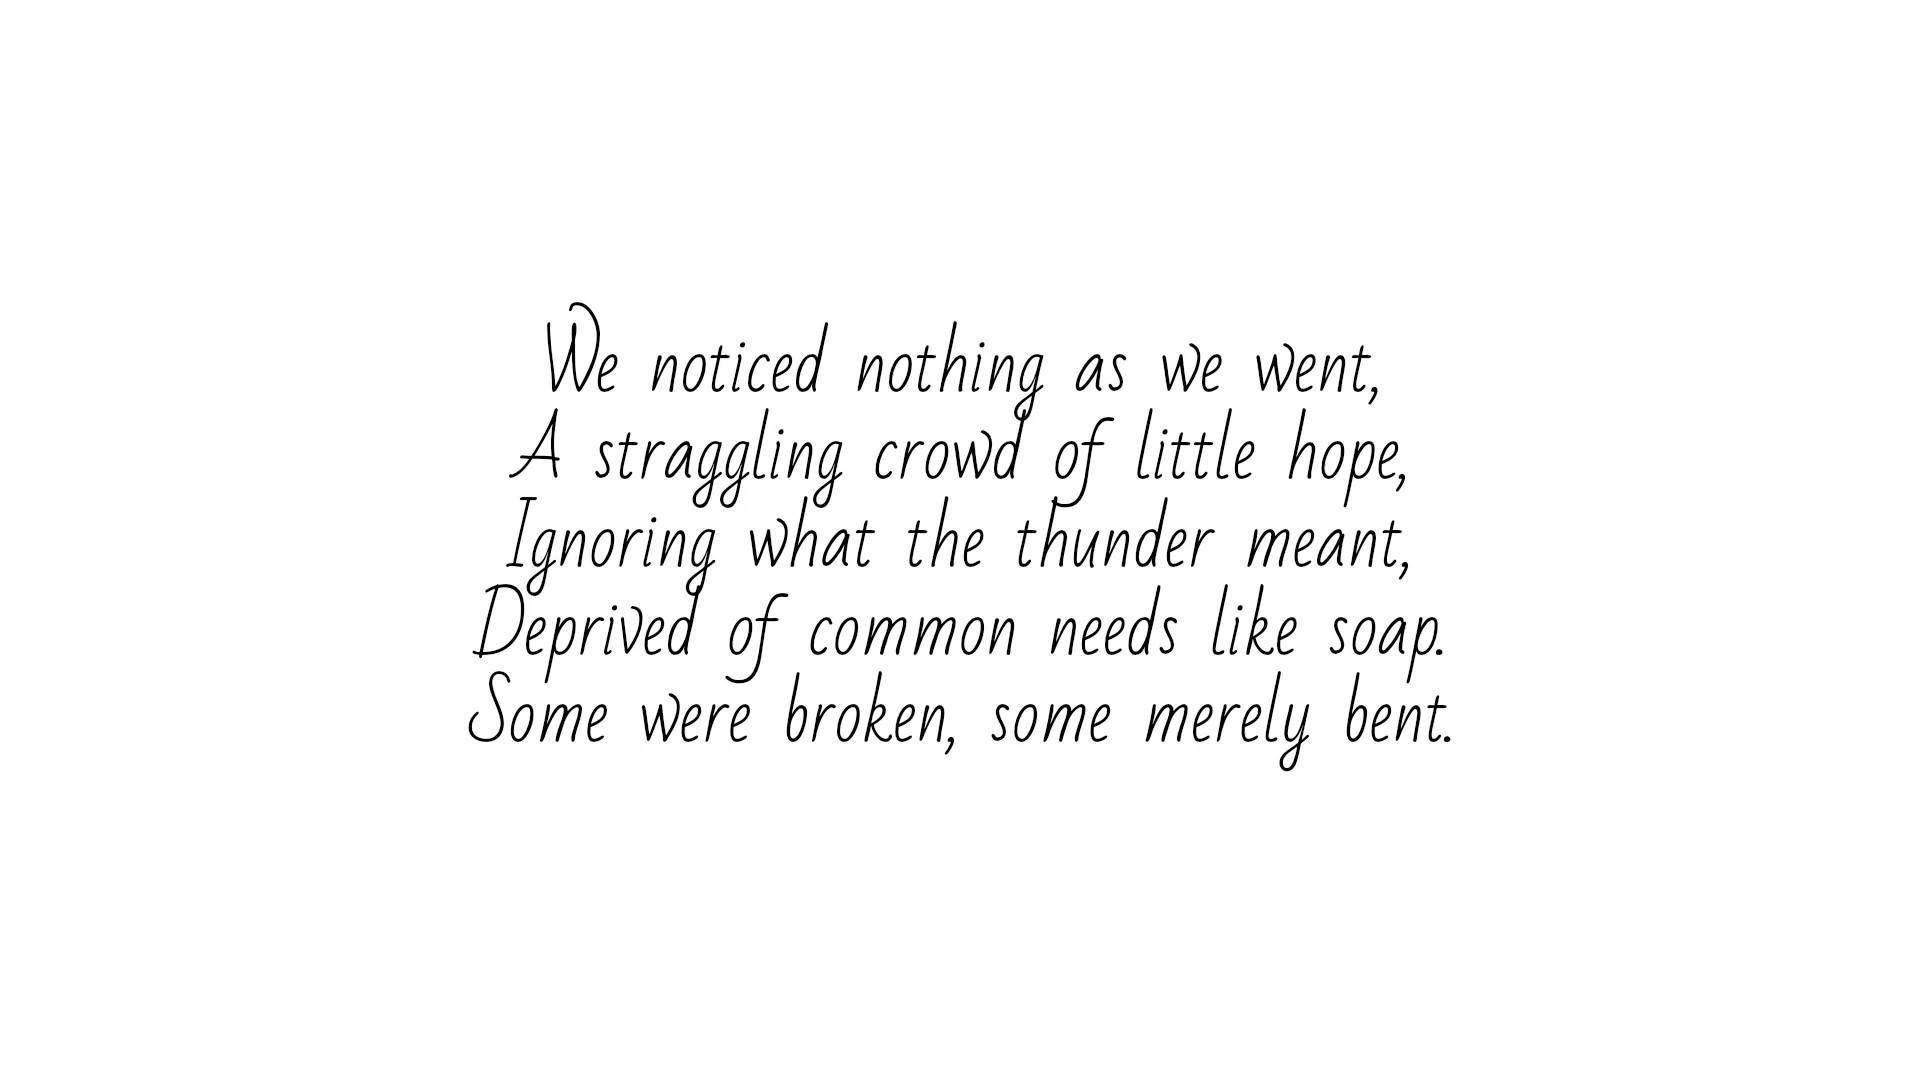 We noticed nothing as we went,
A straggling crowd of little hope,
Ignoring what the thunder meant,
Deprived of common needs like soap.
Some were broken, some merely bent.